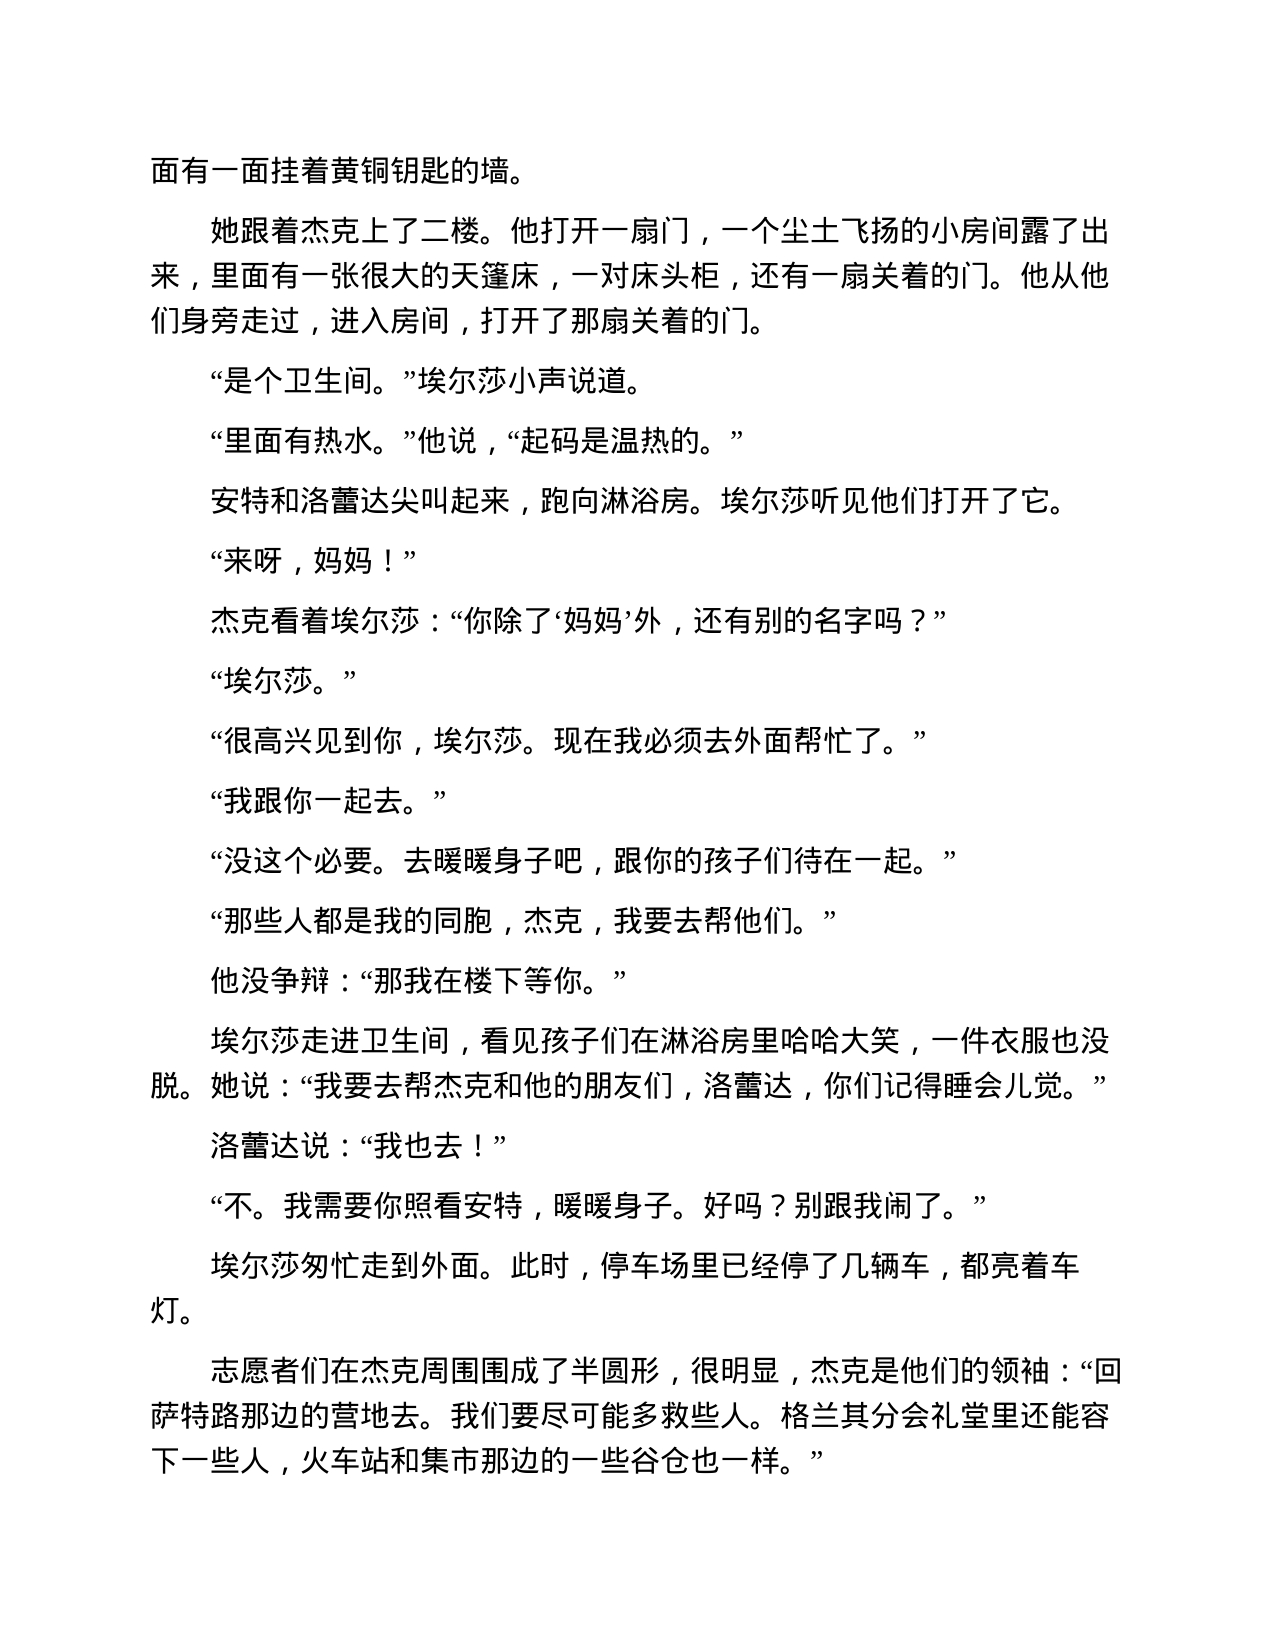 面有一面挂着黄铜钥匙的墙。
她跟着杰克上了二楼。他打开一扇门，一个尘土飞扬的小房间露了出
来，里面有一张很大的天篷床，一对床头柜，还有一扇关着的门。他从他
们身旁走过，进入房间，打开了那扇关着的门。
“是个卫生间。”埃尔莎小声说道。
“里面有热水。”他说，“起码是温热的。”
安特和洛蕾达尖叫起来，跑向淋浴房。埃尔莎听见他们打开了它。
“来呀，妈妈！”
杰克看着埃尔莎：“你除了‘妈妈’外，还有别的名字吗？”
“埃尔莎。”
“很高兴见到你，埃尔莎。现在我必须去外面帮忙了。”
“我跟你一起去。”
“没这个必要。去暖暖身子吧，跟你的孩子们待在一起。”
“那些人都是我的同胞，杰克，我要去帮他们。”
他没争辩：“那我在楼下等你。”
埃尔莎走进卫生间，看见孩子们在淋浴房里哈哈大笑，一件衣服也没
脱。她说：“我要去帮杰克和他的朋友们，洛蕾达，你们记得睡会儿觉。”
洛蕾达说：“我也去！”
“不。我需要你照看安特，暖暖身子。好吗？别跟我闹了。”
埃尔莎匆忙走到外面。此时，停车场里已经停了几辆车，都亮着车
灯。
志愿者们在杰克周围围成了半圆形，很明显，杰克是他们的领袖：“回
萨特路那边的营地去。我们要尽可能多救些人。格兰其分会礼堂里还能容
下一些人，火车站和集市那边的一些谷仓也一样。”